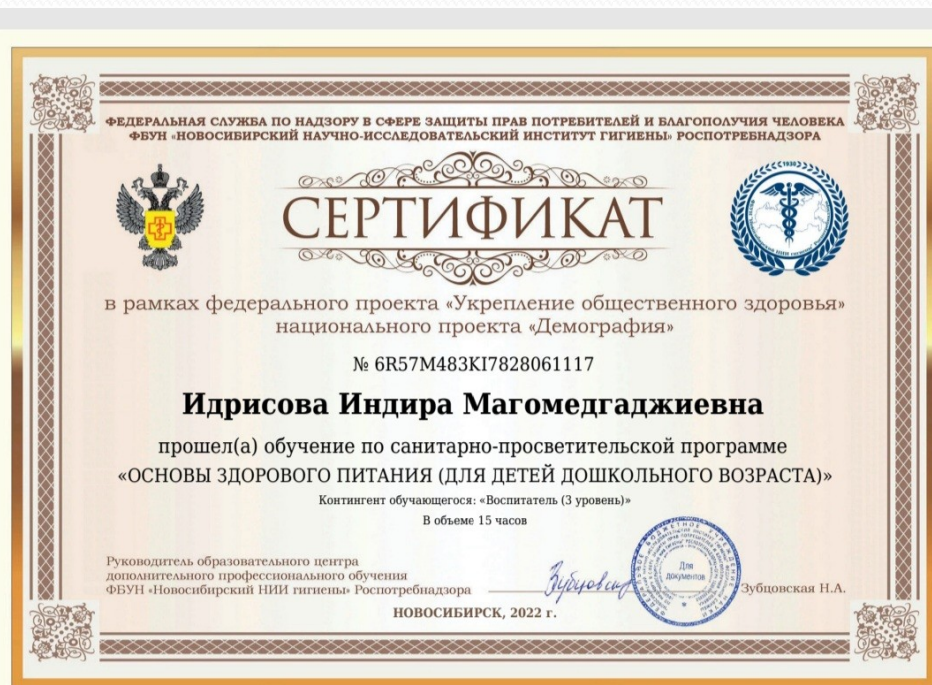 ФЕДЕРАЛЬНАЯ СЛУЖБА ПО НАДЗОРУ В СФЕРЕ ЗАЩИТЫ ПРАВ ПОТРЕБИТЕЛЕЙ И БЛАГОПОЛУЧИЯ ЧЕЛОВЕКА
ФБУН «НОВОСИБИРСКИЙ НАУЧНО-ИССЛЕДОВАТЕЛЬСКИЙ ИНСТИТУТ ГИГИЕНЫ» РОСПОТРЕБНАДЗОРА
1930
СЕРТИФИКАТ
в рамках федерального проекта «Укрепление общественного здоровья»
национального проекта «Демография»
№ 6R57M483KI7828061117
Идрисова Индира Магомедгаджиевна
прошел(а) обучение по санитарно-просветительской программе
«ОСНОВЫ ЗДОРОВОГО ПИТАНИЯ (ДЛЯ ДЕТЕЙ ДОШКОЛЬНОГО ВОЗРАСТА)»
Контингент обучающегося: «Воспитатель (3 уровень)»
В объеме 15 часов
Руководитель образовательного центра
дополнительного профессионального обучения
ФБУН «Новосибирский НИИ гигиены» Роспотребнадзора
Для
документов
Зубцовская Н.А.
НОВОСИБИРСК, 2022 г.